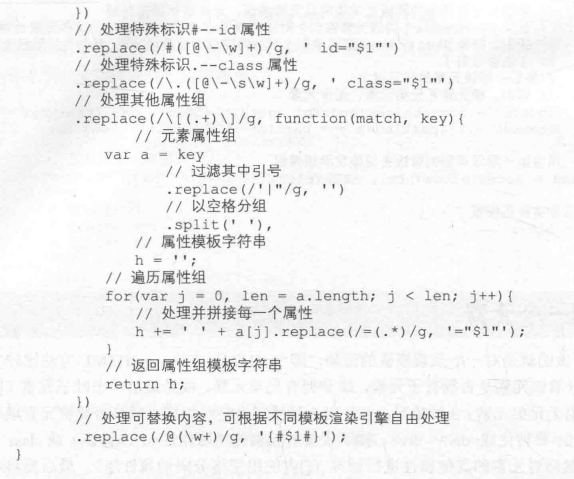 })
// 处理特殊标识#--id 属性
.replace(/#([@\-\w]+)/g, ' id="$1"')
// 处理特殊标识.--class 属性
.replace(/\.([@\-\s\w]+)/g, ' class="$1"')
// 处理其他属性组
.replace(/\[(.+)\]/g, function(match, key){
// 元素属性组
var a = key
// 过滤其中引号
.replace(/'|"/g, '')
// 以空格分组
.split(' '),
// 属性模板字符串
h = '';
// 遍历属性组
for(var j = 0, len = a.length; j < len; j++){
// 处理并拼接每一个属性
h += ' ' + a[j].replace(/=(.*)/g,'="$1"');
}
// 返回属性组模板字符串
return h;
})
// 处理可替换内容，可根据不同模板渲染引擎自由处理
.replace(/@(\w+)/g, '{#$1#}');
}